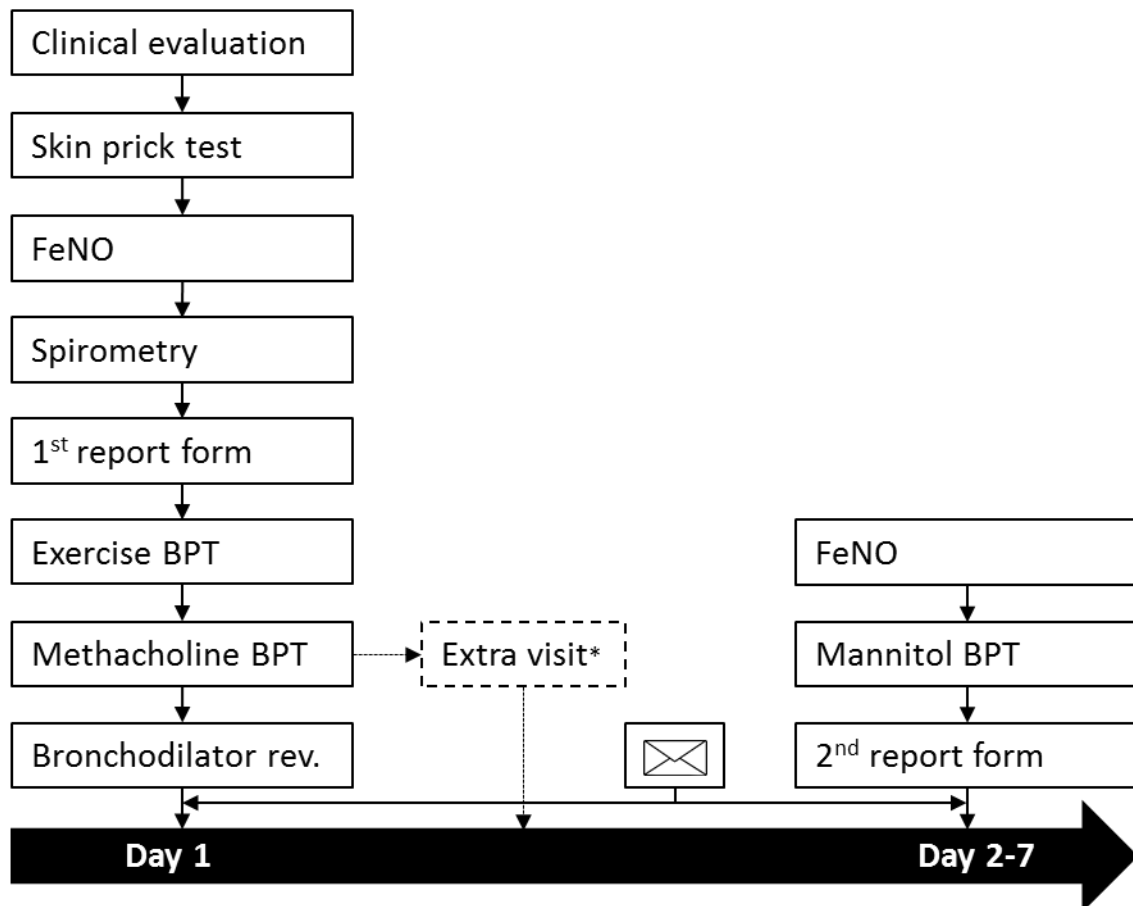 Clinical evaluation
Skin prick test
FeNO
Spirometry
1st report form
Exercise BPT
Methacholine BPT
Bronchodilator rev.
Extra visit*
FeNO
Mannitol BPT
2nd report form
Day 1
Day 2-7